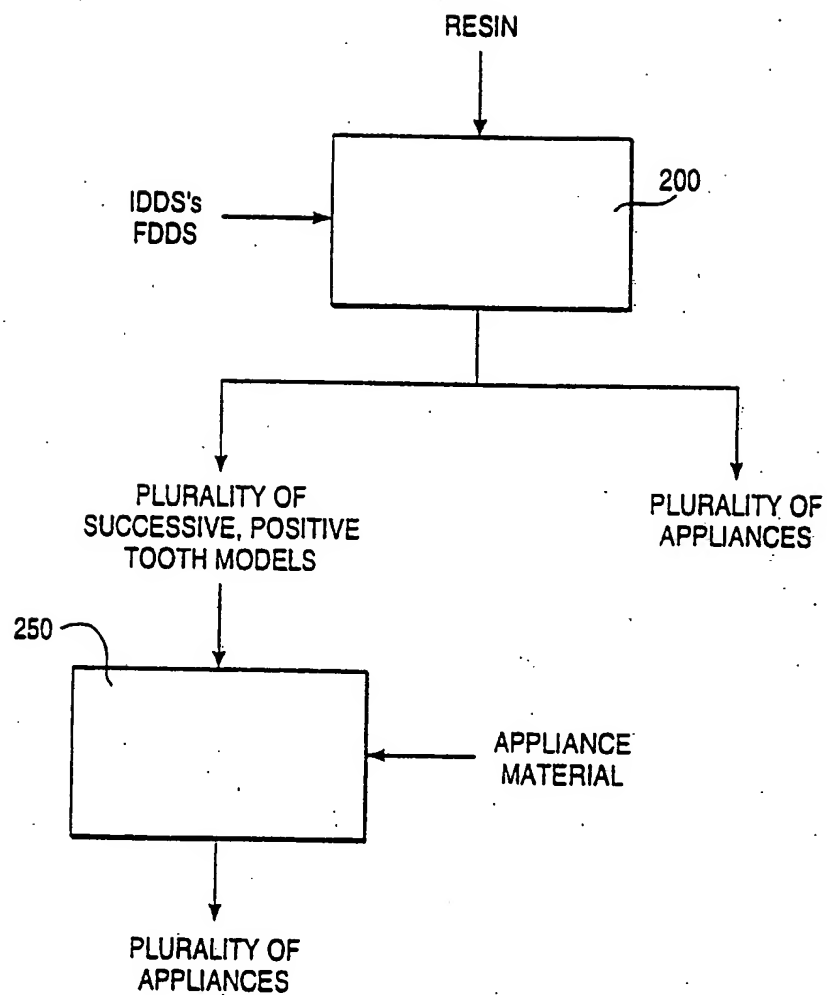 RESIN
200
IDDS's
FDDS
PLURALITY OF
SUCCESSIVE, POSITIVE
TOOTH MODELS
PLURALITY OF
APPLIANCES
250
APPLIANCE
MATERIAL
PLURALITY OF
APPLIANCES